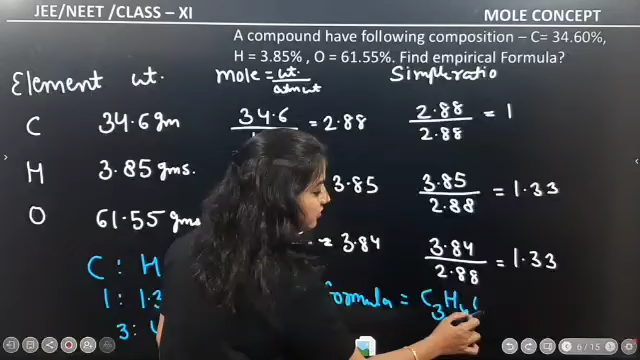 JEE/NEET /CLASS – XI
MOLE CONCEPT
A compound have following composition – C= 34.60%,
H = 3.85%, O = 61.55%. Find empirical Formula?
Element wt. mole = wt/atm wt Simple ratio
C 34.6 gm 34.6 = 2.88 2.88/2.88 = 1
H 3.85 gms. 3.85 3.85/2.88 = 1.33
O 61.55 gms = 3.84 3.84/2.88 = 1.33
C : H
1 : 1.3
3 :
Formula = C3H4
6 / 15